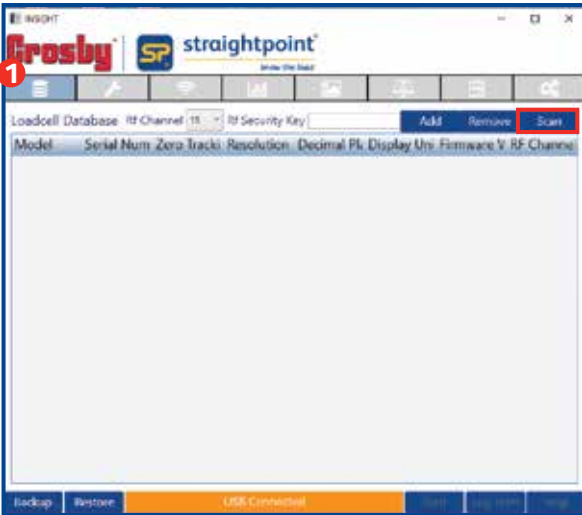 INSIGHT
Crosby SP straightpoint
know the load
1
Loadcell Database Rf Channel 15 Rf Security Key Add Remove Scan
Model Serial Num Zero Tracki Resolution Decimal Pl Display Uni Firmware V RF Channe
Backup Restore USB Connected